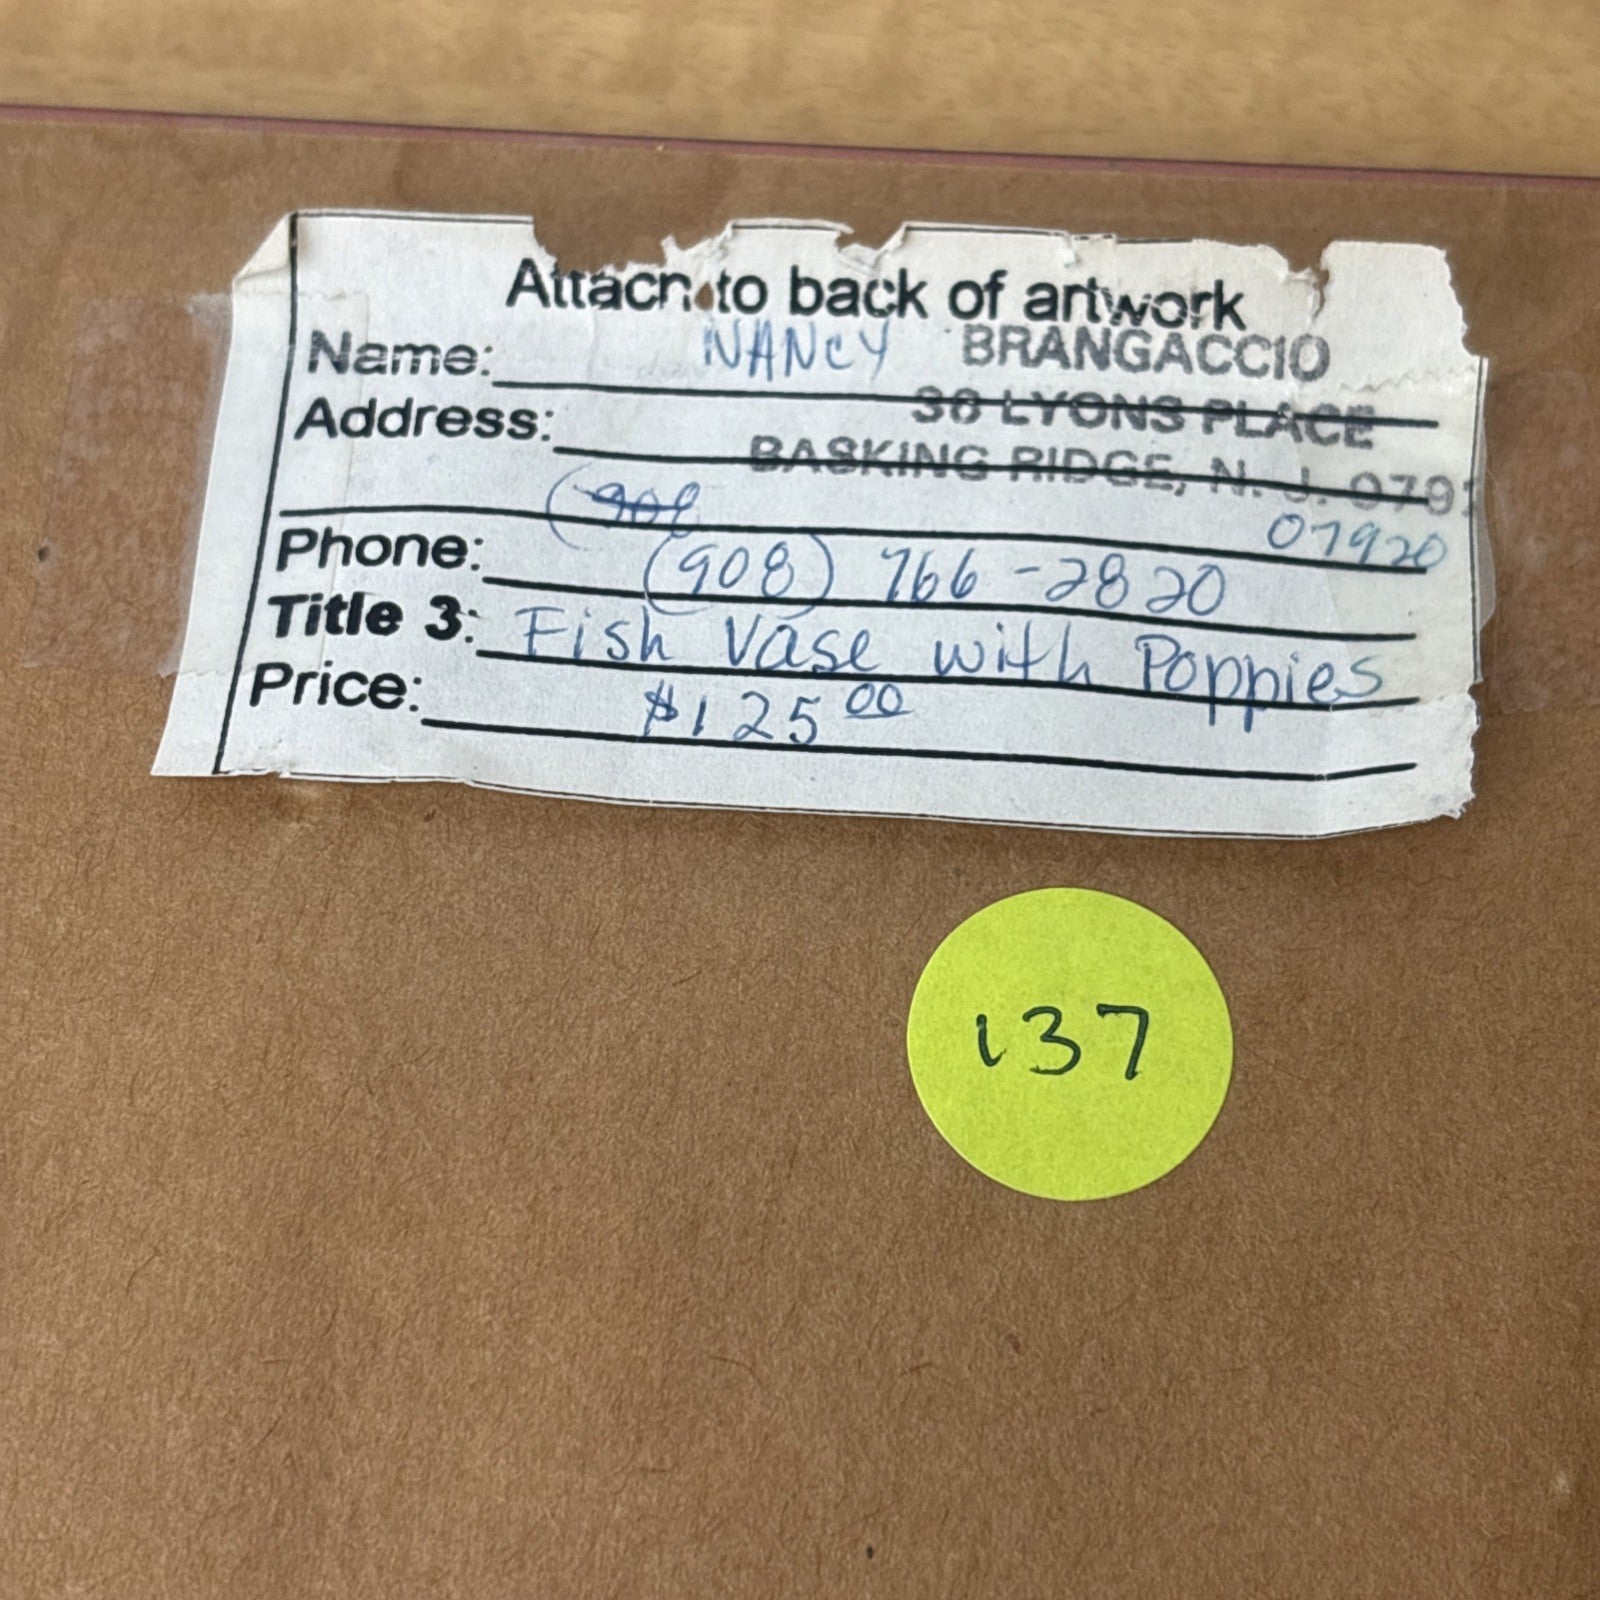 Attach to back of artwork
Name: NANCY BRANGACCIO
Address: 38 LYONS PLACE
BASKING RIDGE, N. J. 0792
(908 07920
Phone: (908) 766-2820
Title 3: Fish Vase with Poppies
Price: $125.00
137